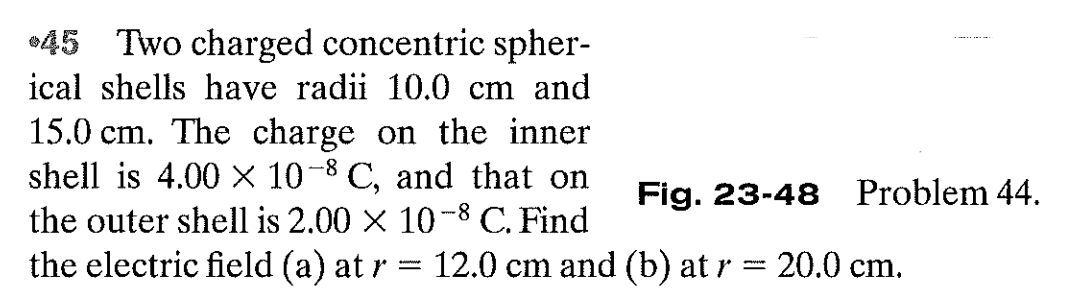 •45 Two charged concentric spher-
ical shells have radii 10.0 cm and
15.0 cm. The charge on the inner
shell is 4.00 × 10⁻⁸ C, and that on
the outer shell is 2.00 × 10⁻⁸ C. Find
the electric field (a) at r = 12.0 cm and (b) at r = 20.0 cm.
Fig. 23-48 Problem 44.